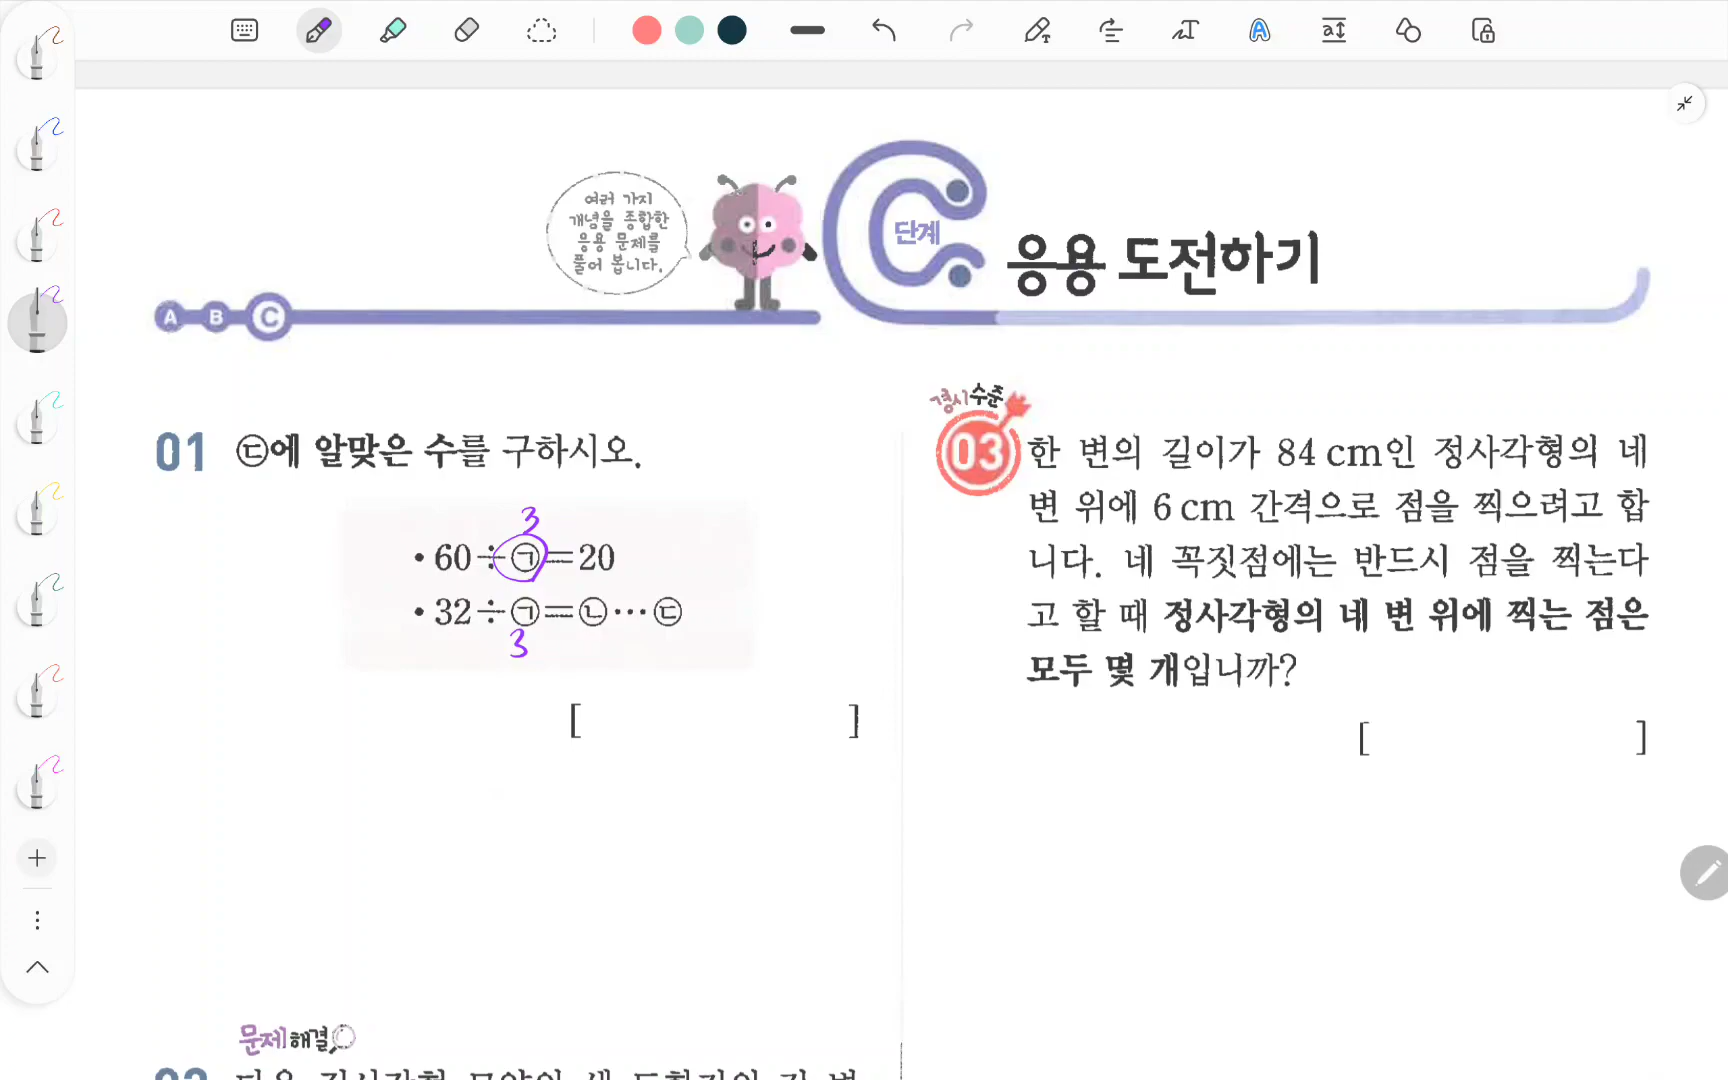 여러 가지
개념을 종합한
응용 문제를
풀어 봅니다.
C 단계 응용 도전하기
A B C
01 ㉢에 알맞은 수를 구하시오.
3
• 60÷㉠=20
• 32÷㉠=㉡…㉢
3
[ ]
경시수준
03 한 변의 길이가 84 cm인 정사각형의 네
변 위에 6 cm 간격으로 점을 찍으려고 합
니다. 네 꼭짓점에는 반드시 점을 찍는다
고 할 때 정사각형의 네 변 위에 찍는 점은
모두 몇 개입니까?
[ ]
문제해결